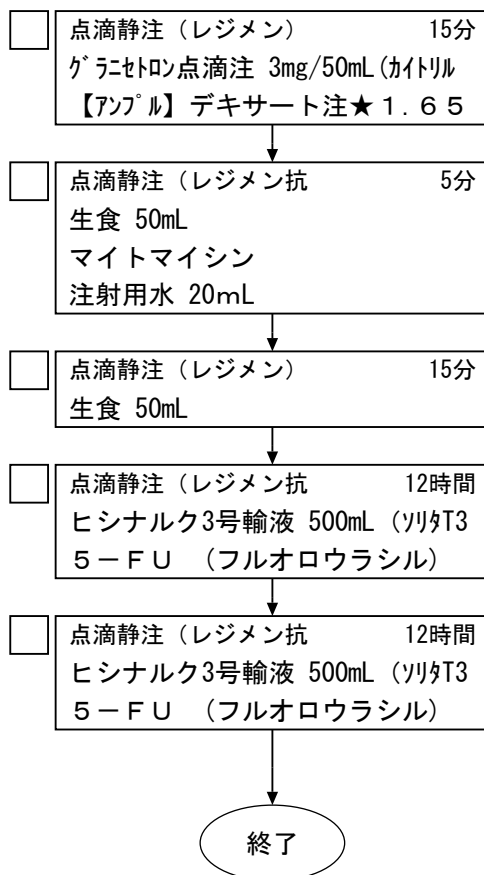 点滴静注（レジメン） 15分
グラニセトロン点滴注 3mg/50mL(カイトリル
【アンプル】デキサート注★１.６５
点滴静注（レジメン抗 5分
生食 50mL
マイトマイシン
注射用水 20mL
点滴静注（レジメン） 15分
生食 50mL
点滴静注（レジメン抗 12時間
ヒシナルク3号輸液 500mL (ソリタT3
５－ＦＵ （フルオロウラシル）
点滴静注（レジメン抗 12時間
ヒシナルク3号輸液 500mL (ソリタT3
５－ＦＵ （フルオロウラシル）
終了